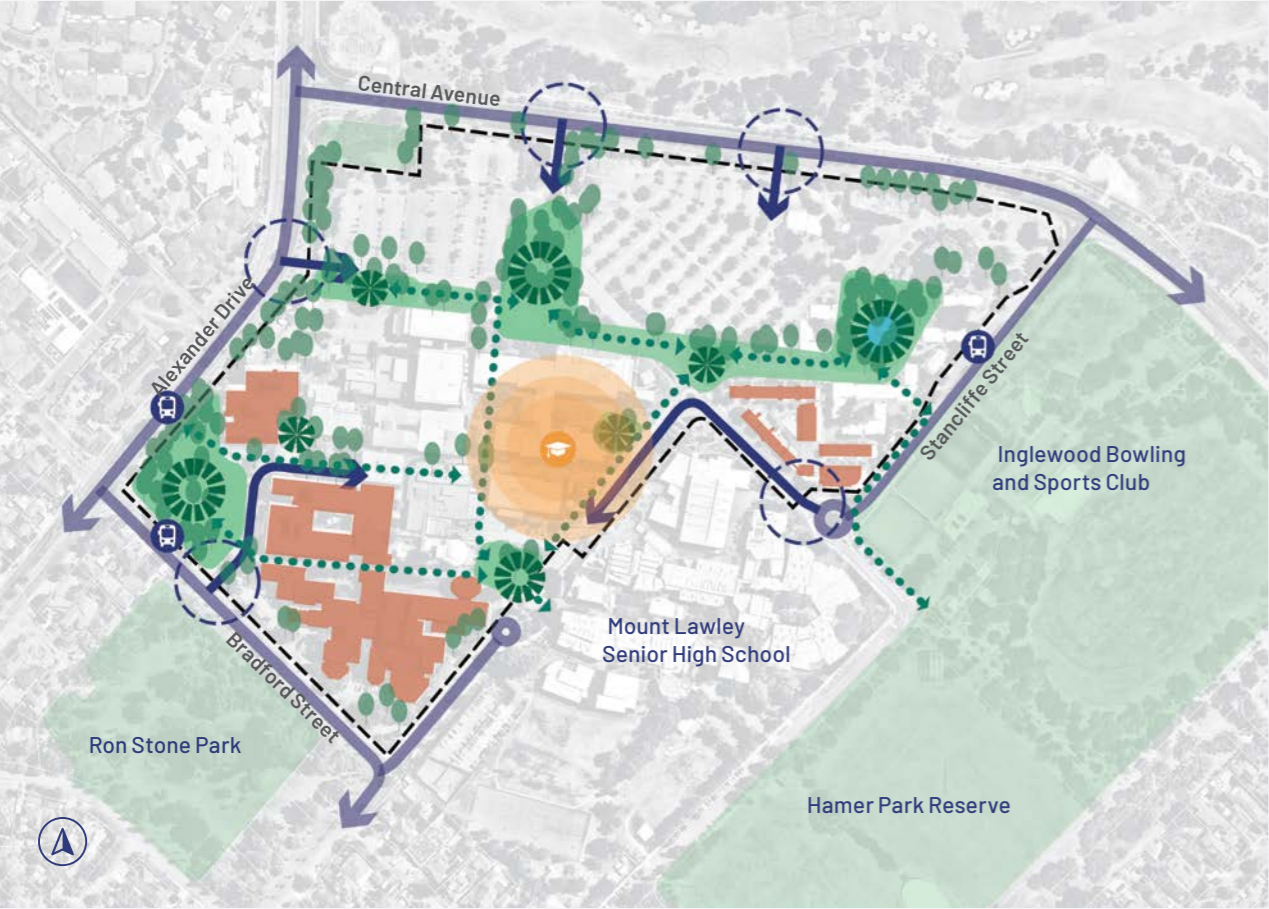 Central Avenue
Alexander Drive
Stancliffe Street
Inglewood Bowling
and Sports Club
Mount Lawley
Senior High School
Bradford Street
Ron Stone Park
Hamer Park Reserve